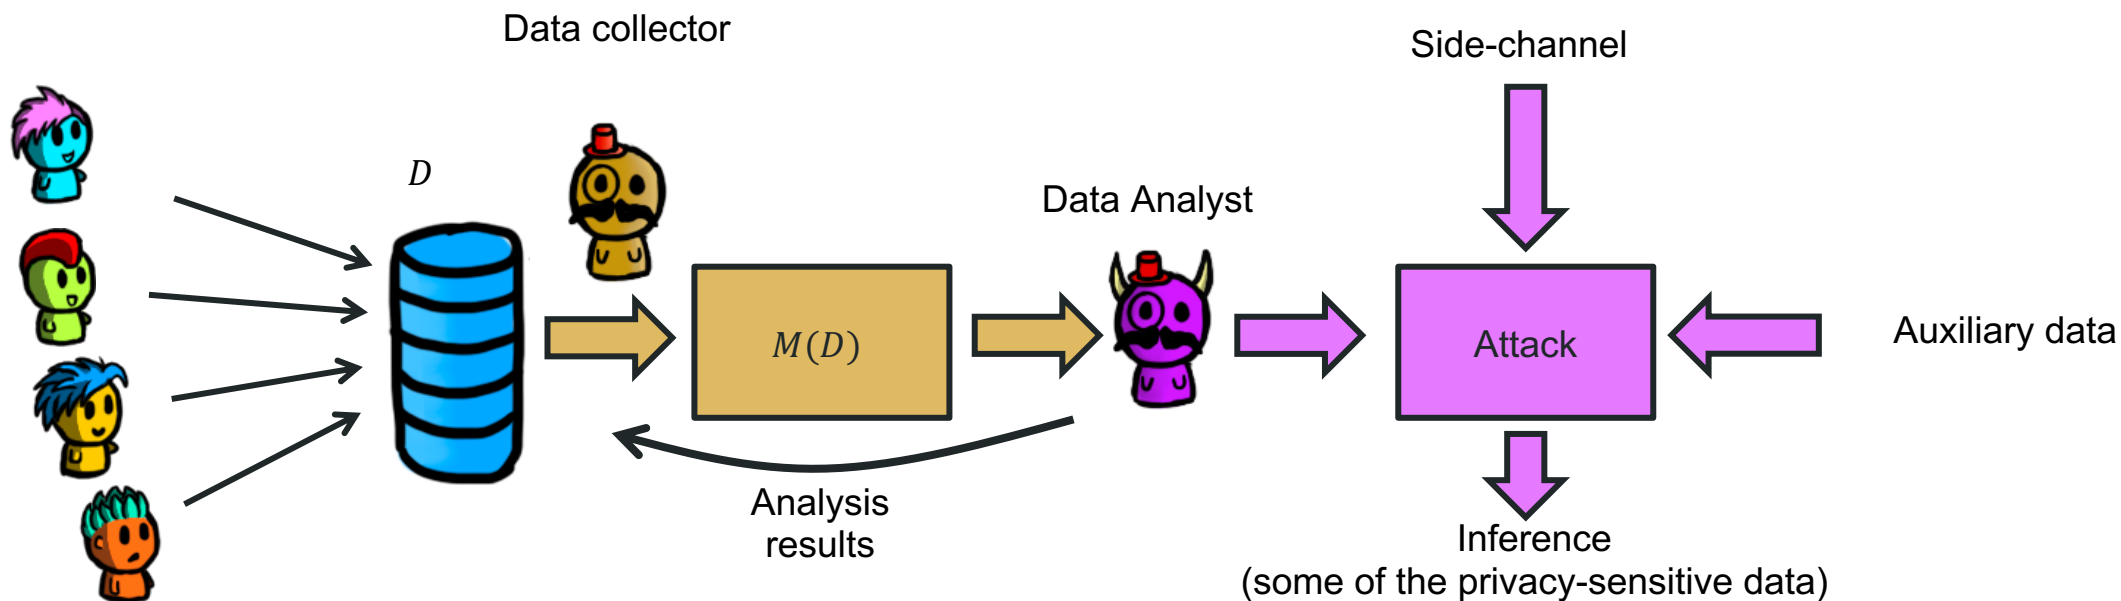 Data collector
Side-channel
D
Data Analyst
M(D)
Attack
Auxiliary data
Analysis
results
Inference
(some of the privacy-sensitive data)